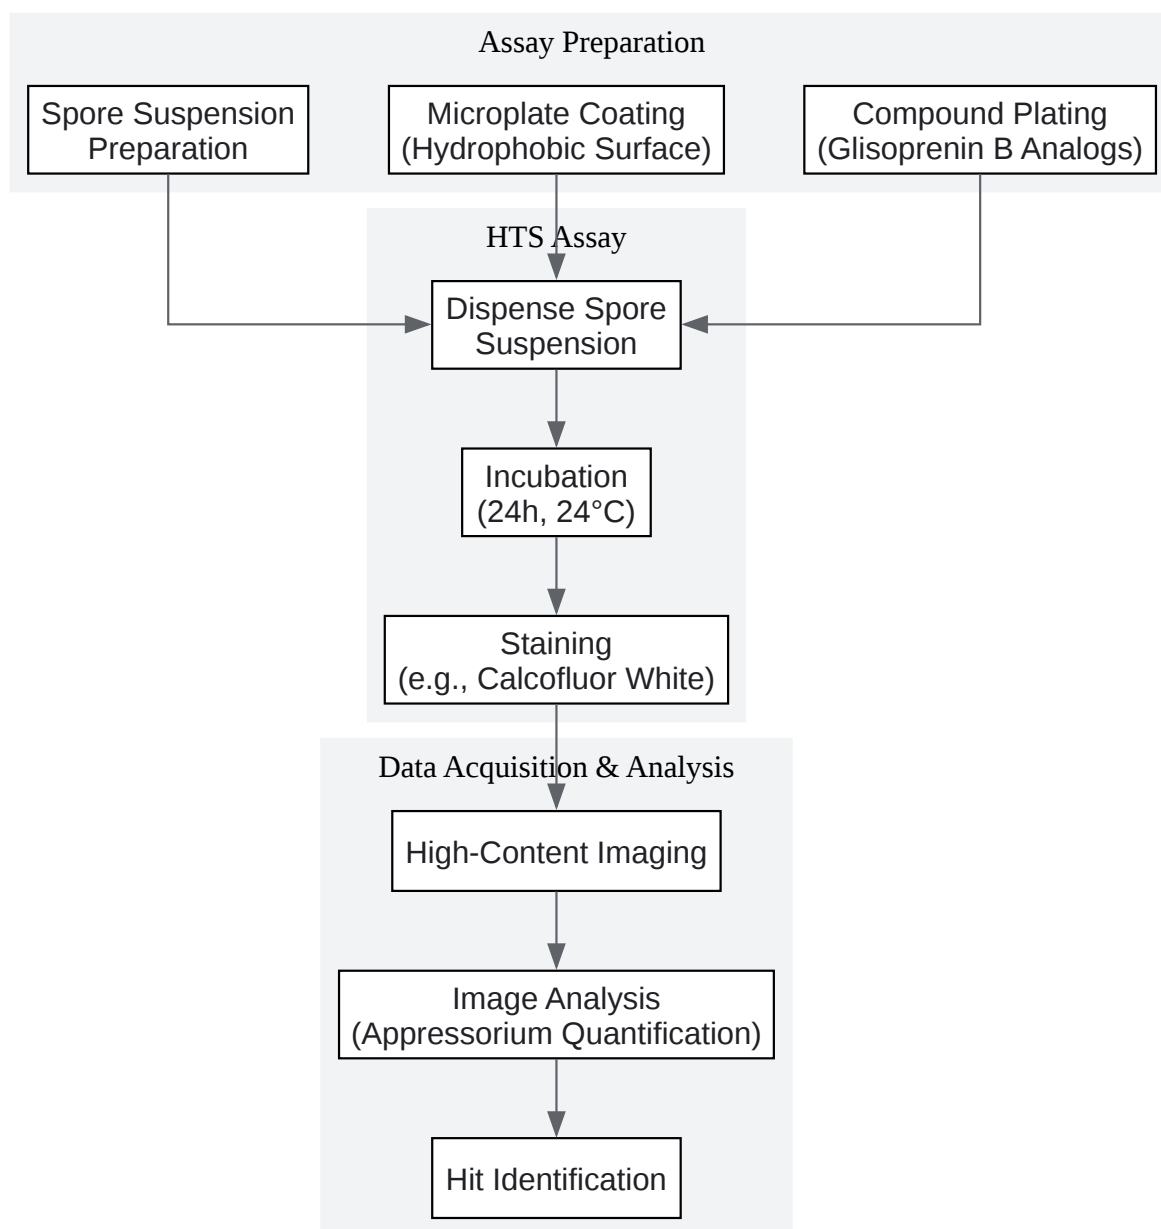 Assay Preparation
Spore Suspension
Preparation
Microplate Coating
(Hydrophobic Surface)
Compound Plating
(Glisoprenin B Analogs)
HTS Assay
Dispense Spore
Suspension
Incubation
(24h, 24°C)
Staining
(e.g., Calcofluor White)
Data Acquisition & Analysis
High-Content Imaging
Image Analysis
(Appressorium Quantification)
Hit Identification